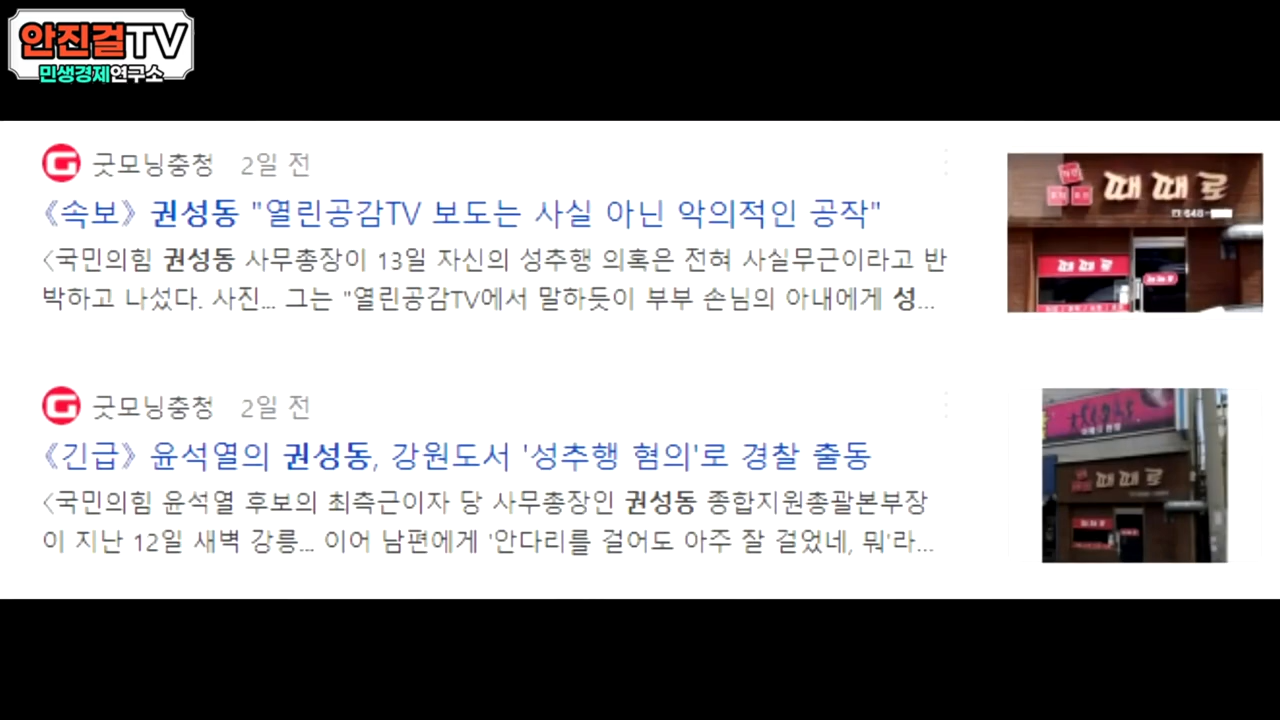 안진걸TV
민생경제연구소
굿모닝충청 2일 전
《속보》 권성동 "열린공감TV 보도는 사실 아닌 악의적인 공작"
〈국민의힘 권성동 사무총장이 13일 자신의 성추행 의혹은 전혀 사실무근이라고 반
박하고 나섰다. 사진... 그는 "열린공감TV에서 말하듯이 부부 손님의 아내에게 성...
때때로
굿모닝충청 2일 전
《긴급》 윤석열의 권성동, 강원도서 '성추행 혐의'로 경찰 출동
〈국민의힘 윤석열 후보의 최측근이자 당 사무총장인 권성동 종합지원총괄본부장
이 지난 12일 새벽 강릉... 이어 남편에게 '안다리를 걸어도 아주 잘 걸었네, 뭐'라...
때때로